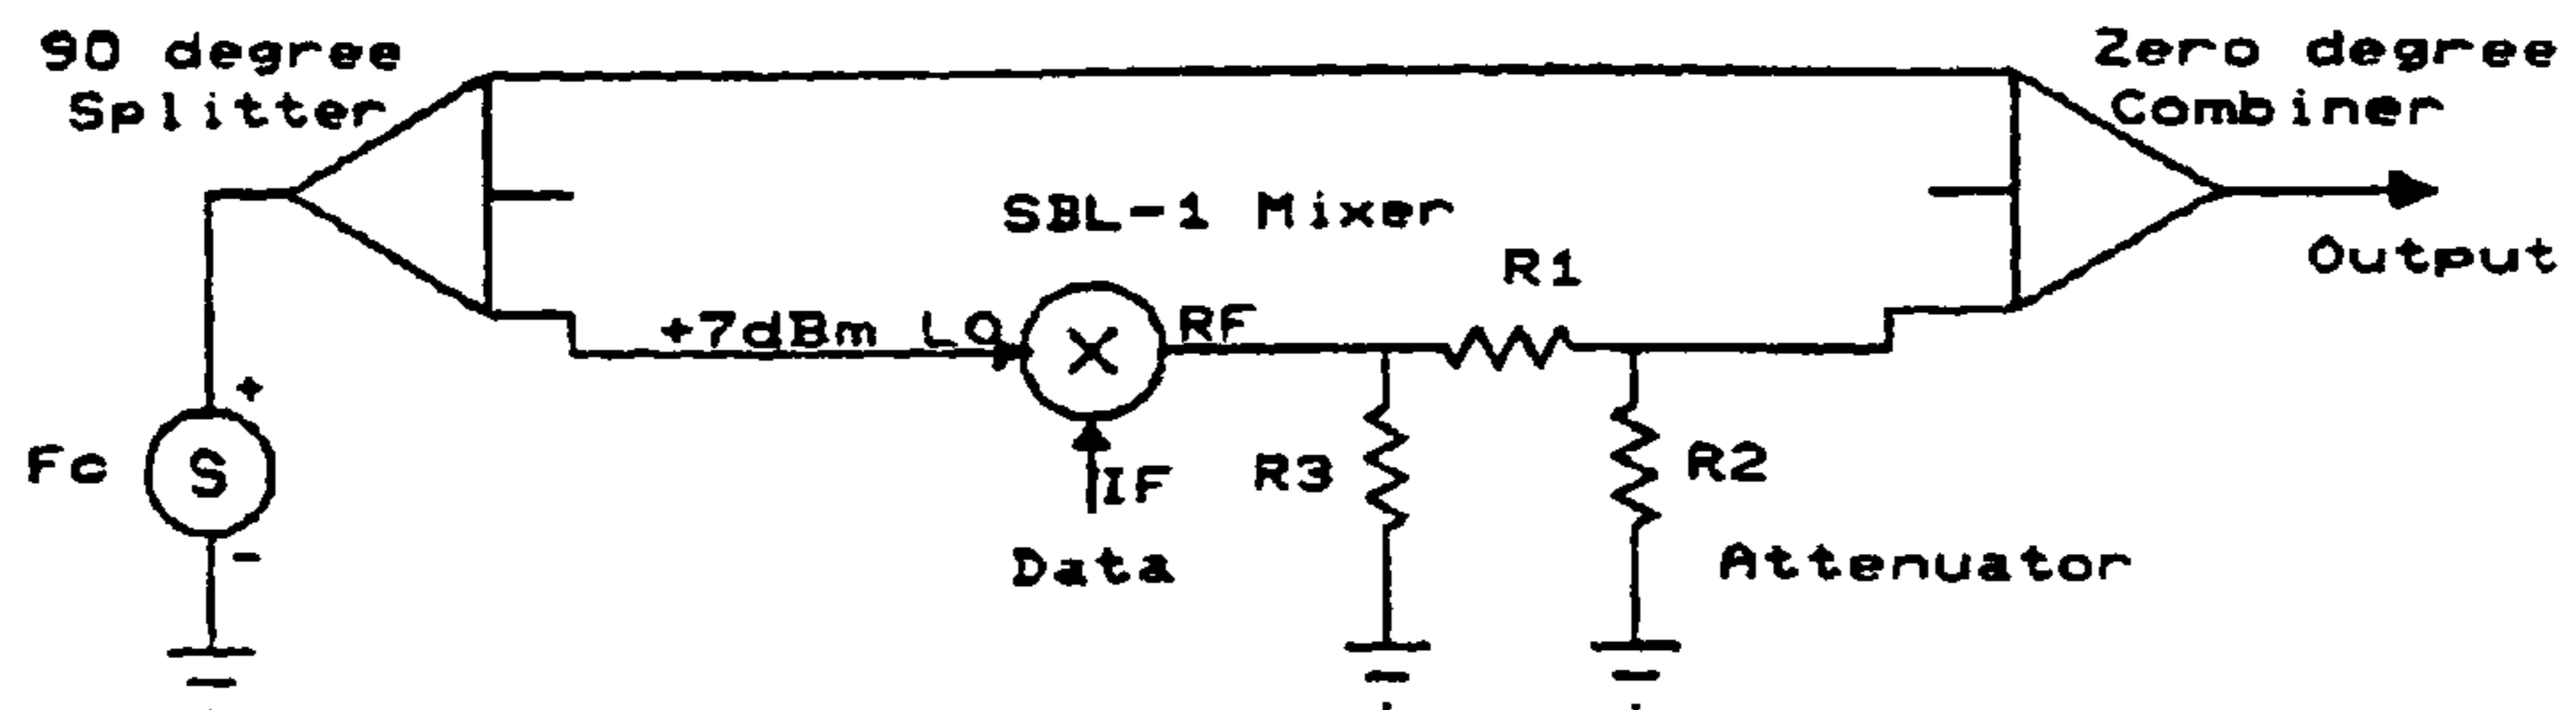 90 degree
Splitter
Zero degree
Combiner
SBL-1 Mixer
R1
Output
+7dBm LO
RF
+
Fc
S
R3
R2
IF
-
Data
Attenuator